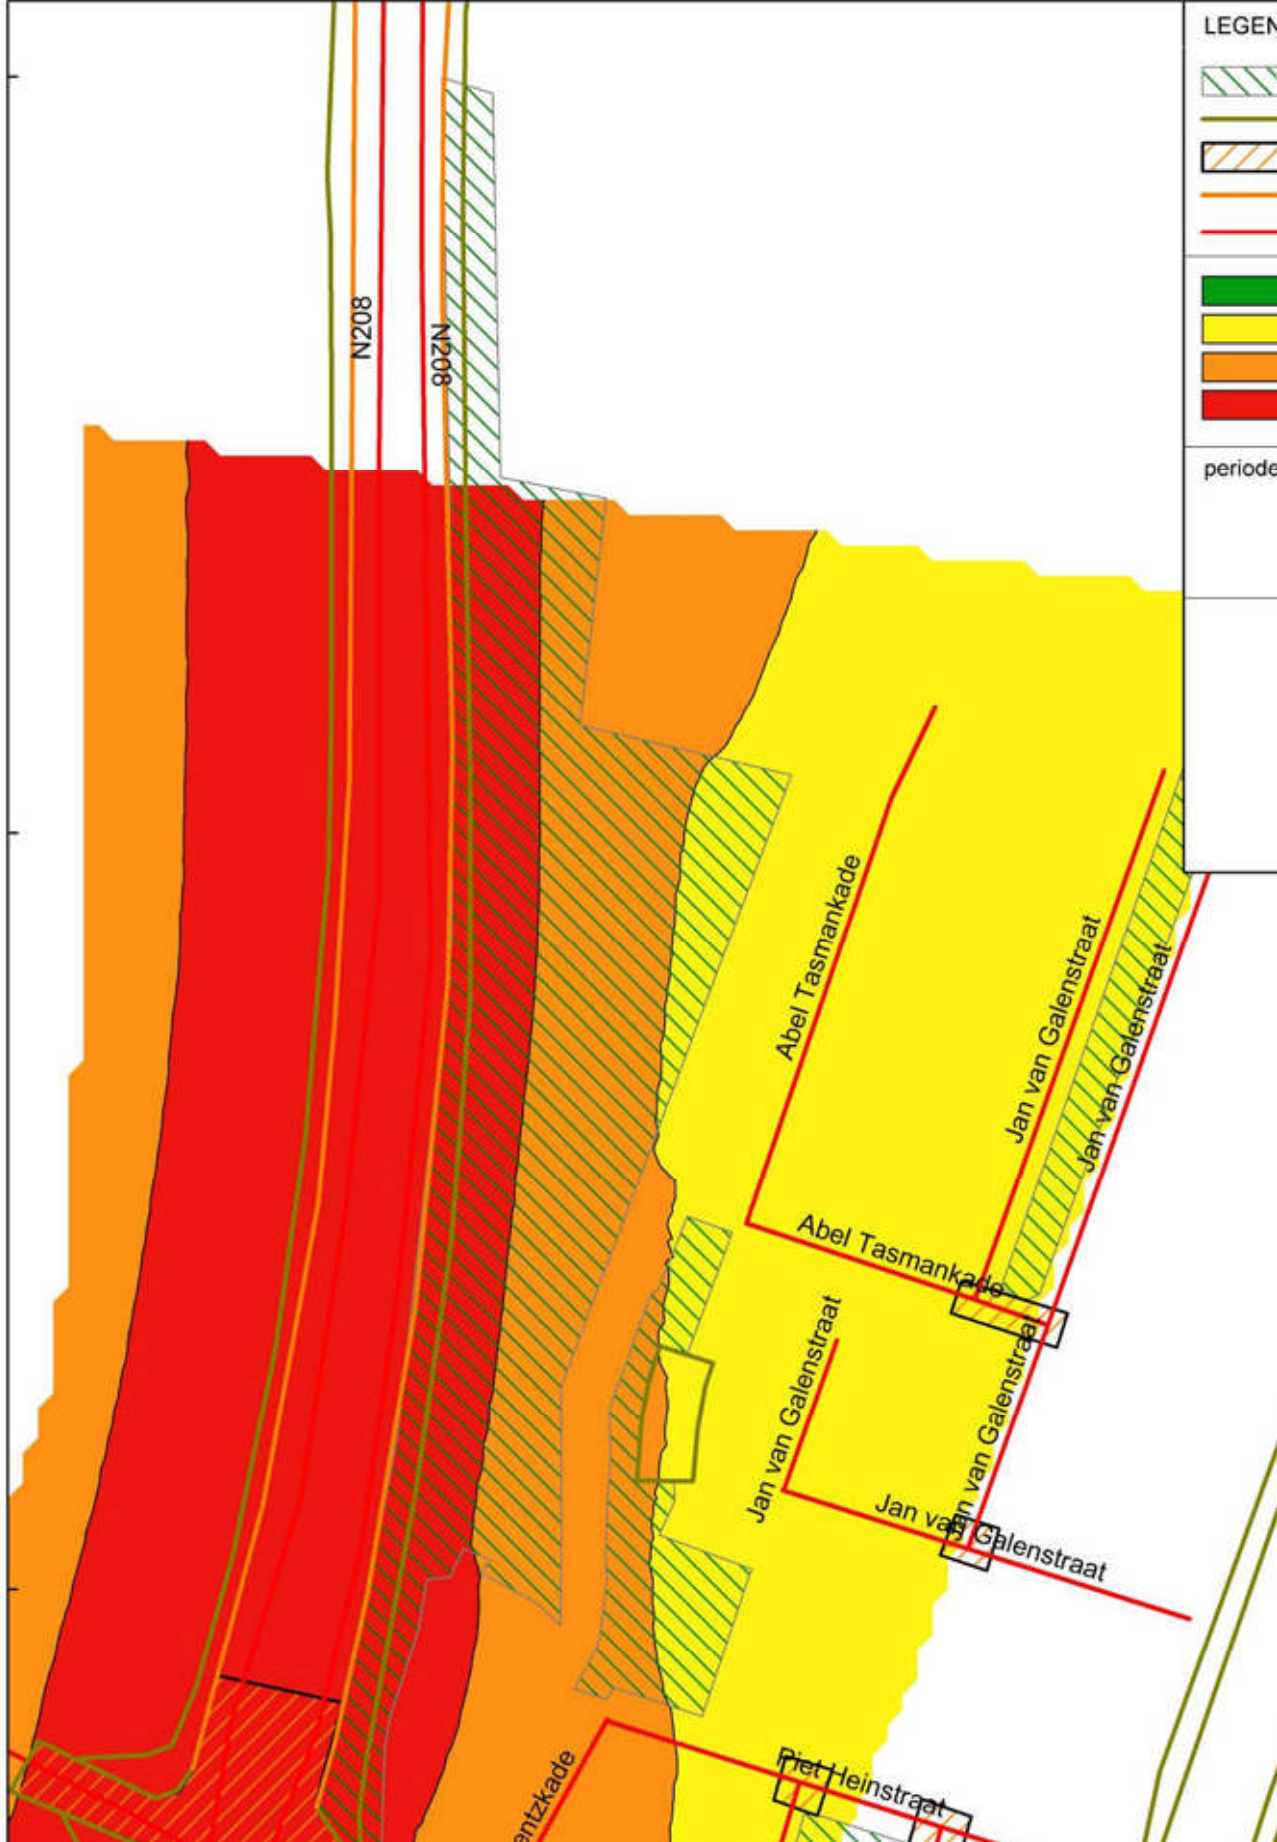 LEGEN
periode
N208
N208
Abel Tasmankade
Jan van Galenstraat
Jan van Galenstraat
Abel Tasmankade
Jan van Galenstraat
Jan van Galenstraat
Jan van Galenstraat
Piet Heinstraat
entzkade